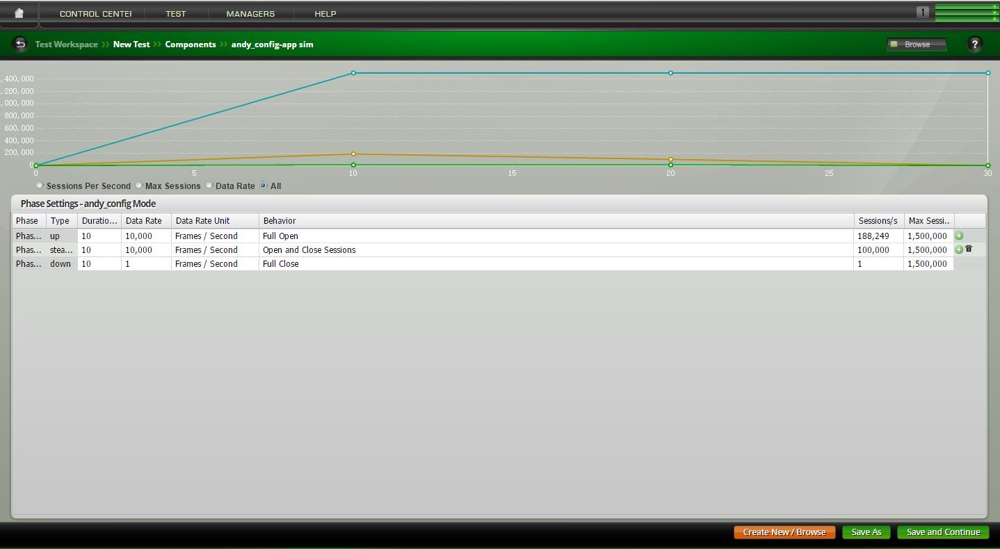 CONTROL CENTEI TEST MANAGERS HELP 1
Test Workspace >> New Test >> Components >> andy_config-app sim Browse ?
,400,000
,200,000
,000,000
800,000
600,000
400,000
200,000
0
0 5 10 15 20 25 30
Sessions Per Second Max Sessions Data Rate All
Phase Settings - andy_config Mode
Phase Type Duratio... Data Rate Data Rate Unit Behavior Sessions/s Max Sessi..
Phas... up 10 10,000 Frames / Second Full Open 188,249 1,500,000
Phas... stea... 10 10,000 Frames / Second Open and Close Sessions 100,000 1,500,000
Phas... down 10 1 Frames / Second Full Close 1 1,500,000
Create New / Browse Save As Save and Continue